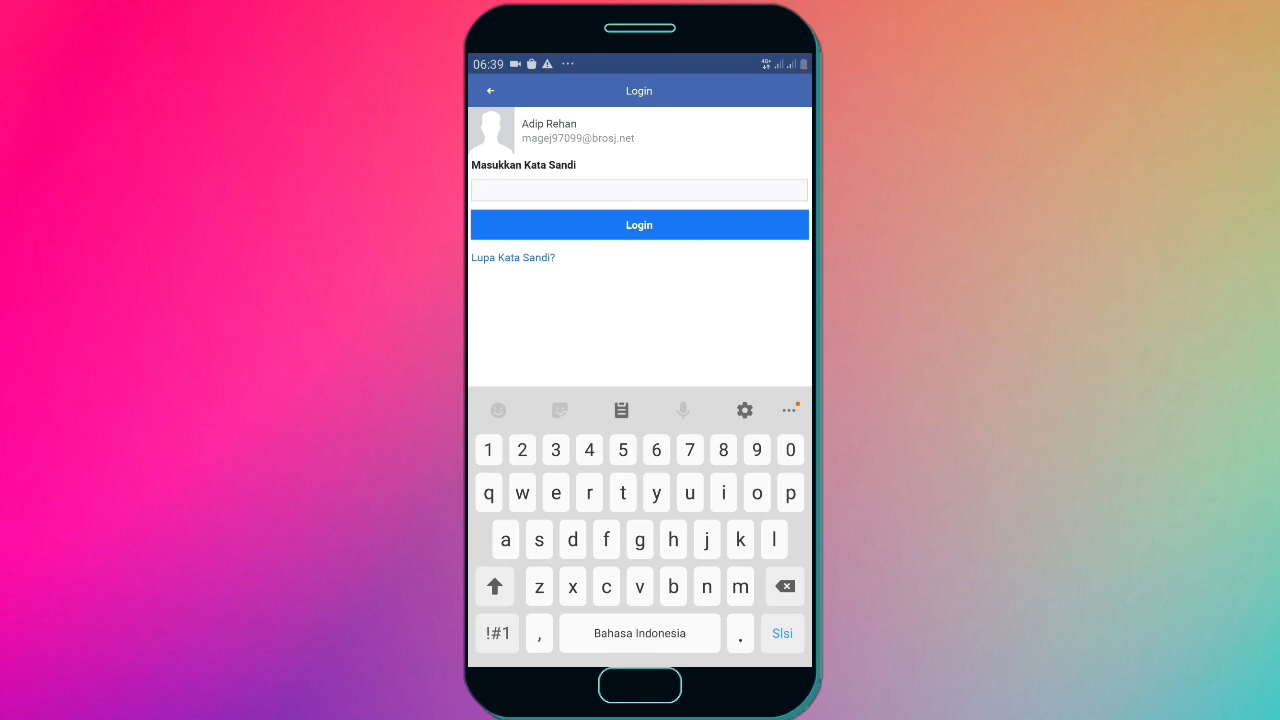 06:39
4G+
Login
Adip Rehan
magej97099@brosj.net
Masukkan Kata Sandi
Login
Lupa Kata Sandi?
1 2 3 4 5 6 7 8 9 0
q w e r t y u i o p
a s d f g h j k l
z x c v b n m
!#1 , Bahasa Indonesia . Slsi